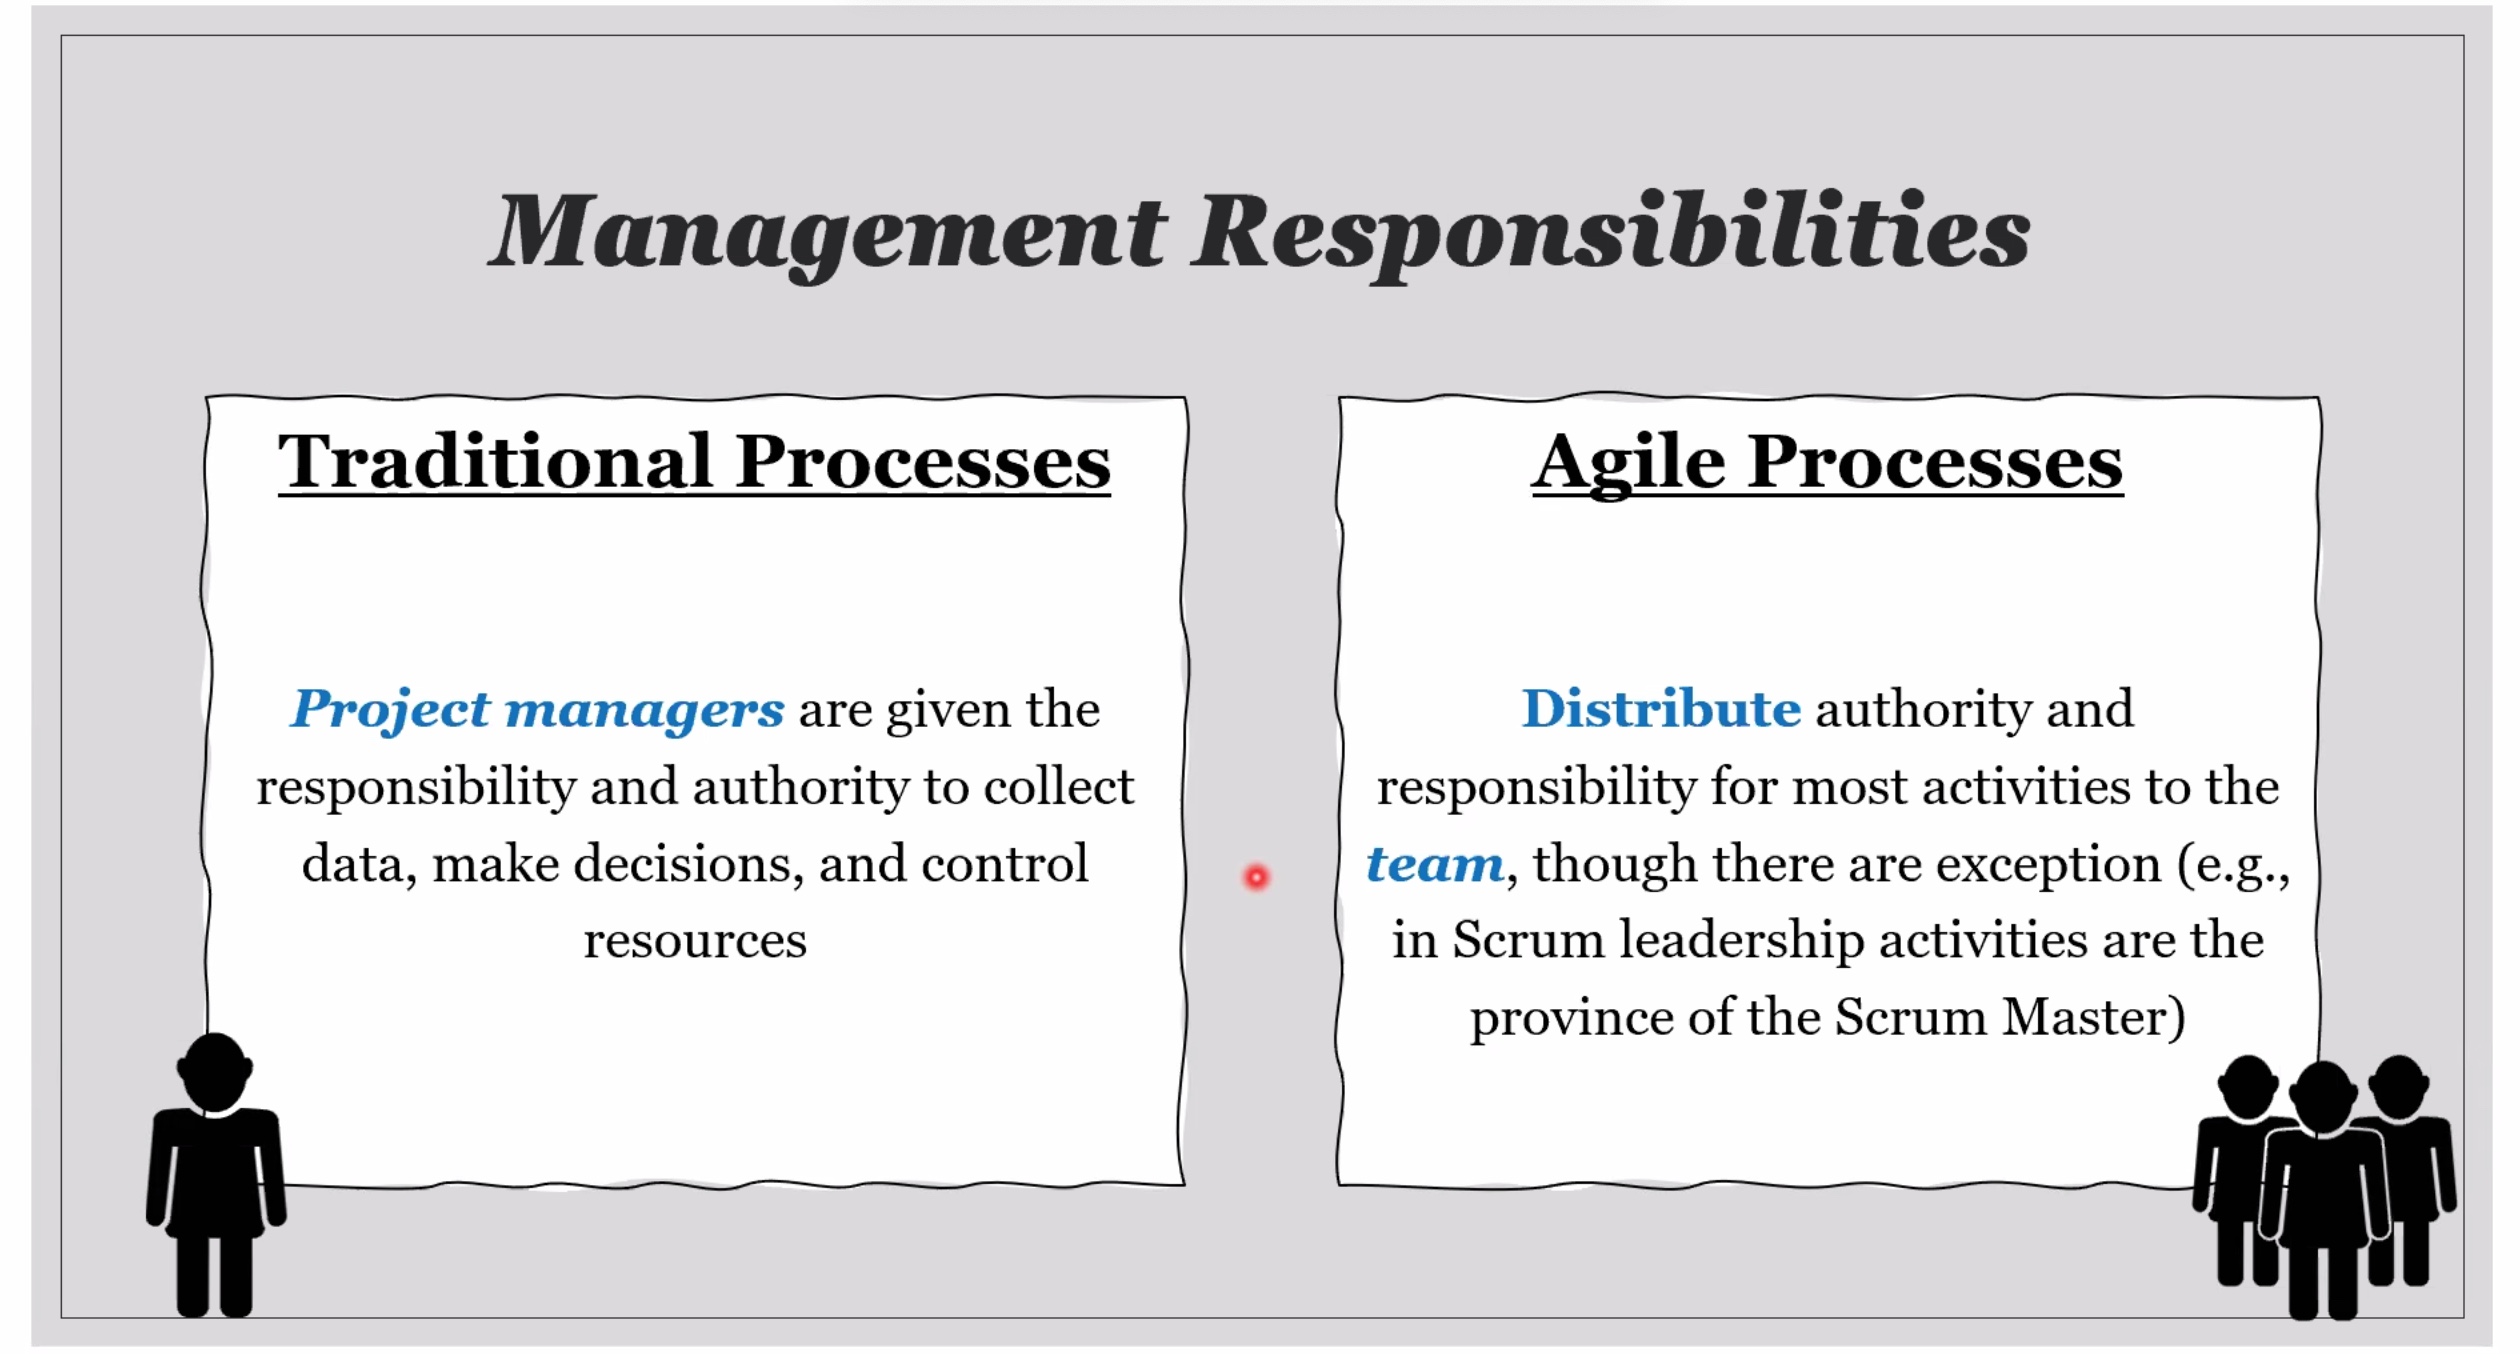 Management Responsibilities
Traditional Processes
Project managers are given the
responsibility and authority to collect
data, make decisions, and control
resources
Agile Processes
Distribute authority and
responsibility for most activities to the
team, though there are exception (e.g.,
in Scrum leadership activities are the
province of the Scrum Master)